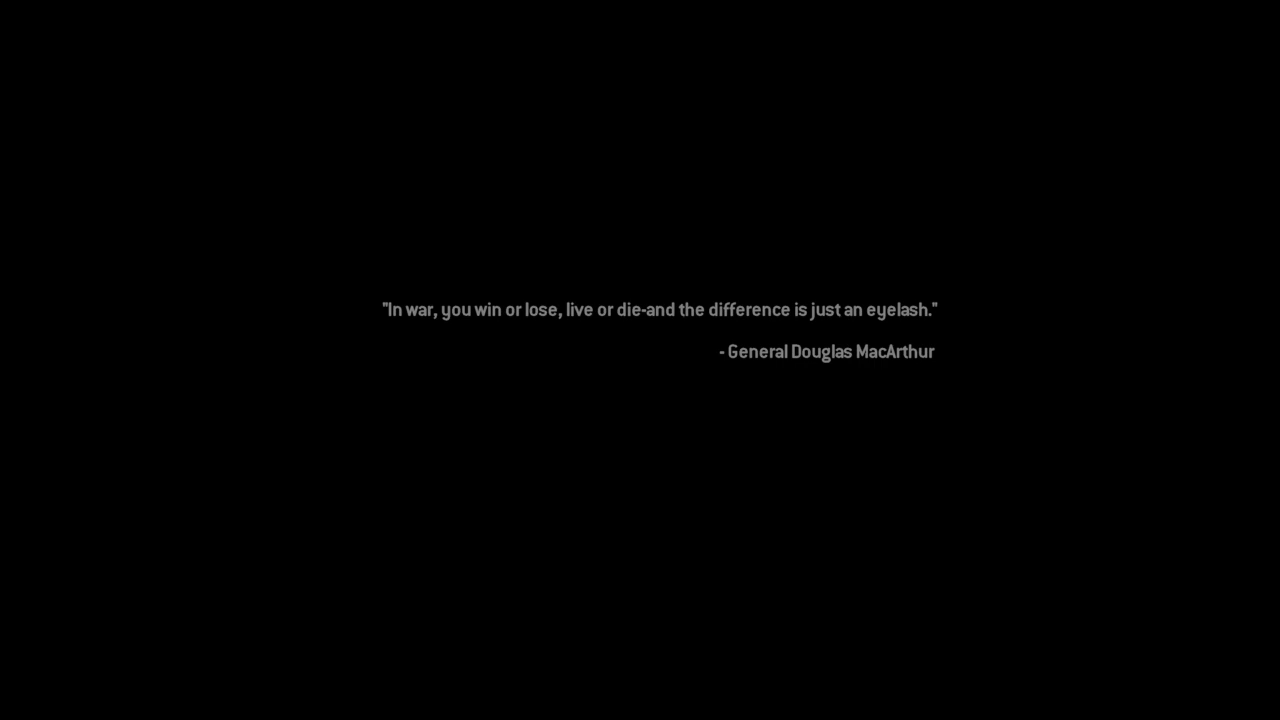 "In war, you win or lose, live or die-and the difference is just an eyelash."
- General Douglas MacArthur